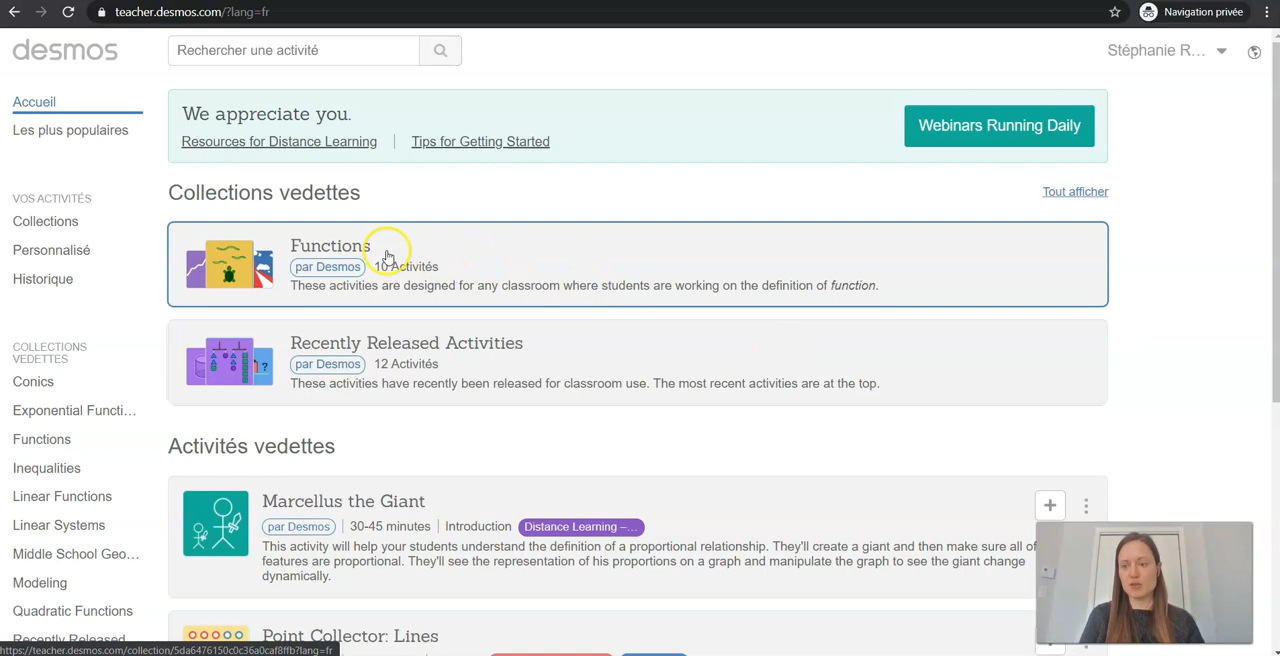 teacher.desmos.com/?lang=fr
Navigation privée
desmos
Rechercher une activité
Stéphanie R...
Accueil
Les plus populaires
VOS ACTIVITÉS
Collections
Personnalisé
Historique
COLLECTIONS
VEDETTES
Conics
Exponential Functi...
Functions
Inequalities
Linear Functions
Linear Systems
Middle School Geo...
Modeling
Quadratic Functions
Recently Released
We appreciate you.
Resources for Distance Learning
Tips for Getting Started
Webinars Running Daily
Collections vedettes
Tout afficher
Functions
par Desmos 10 Activités
These activities are designed for any classroom where students are working on the definition of function.
Recently Released Activities
par Desmos 12 Activités
These activities have recently been released for classroom use. The most recent activities are at the top.
Activités vedettes
Marcellus the Giant
par Desmos 30-45 minutes Introduction Distance Learning –...
This activity will help your students understand the definition of a proportional relationship. They'll create a giant and then make sure all of
features are proportional. They'll see the representation of his proportions on a graph and manipulate the graph to see the giant change
dynamically.
Point Collector: Lines
https://teacher.desmos.com/collection/5da6476150c0c36a0caf8ffb?lang=fr